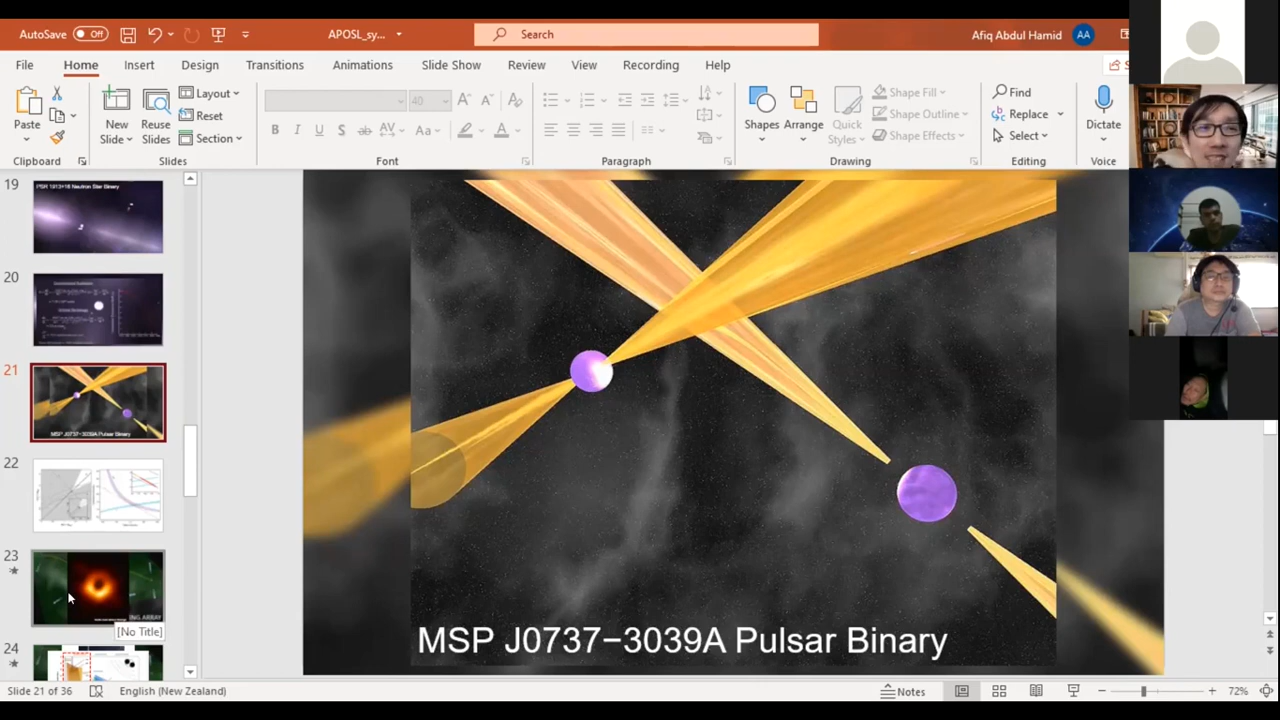 AutoSave Off APOSL_sy... Search Afiq Abdul Hamid AA
File Home Insert Design Transitions Animations Slide Show Review View Recording Help
Paste New Slides Reuse Slides Layout Reset Section 40 Shapes Arrange Quick Styles Shape Fill Shape Outline Shape Effects Find Replace Select Dictate
Clipboard Slides Font Paragraph Drawing Editing Voice
19
PSR 1913+16 Neutron Star Binary
20
21
MSP J0737−3039A Pulsar Binary
22
23
[No Title]
24
MSP J0737−3039A Pulsar Binary
Slide 21 of 36 English (New Zealand) Notes 72%